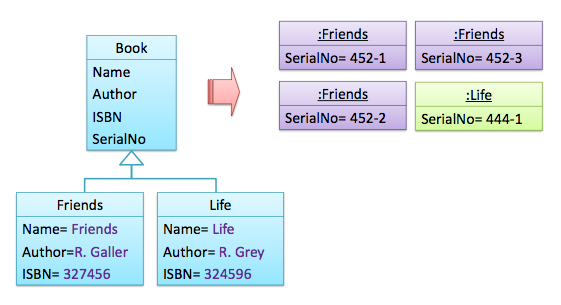 Book
Name
Author
ISBN
SerialNo
Friends
Name= Friends
Author=R. Galler
ISBN= 327456
Life
Name= Life
Author= R. Grey
ISBN= 324596
:Friends
SerialNo= 452-1
:Friends
SerialNo= 452-3
:Friends
SerialNo= 452-2
:Life
SerialNo= 444-1